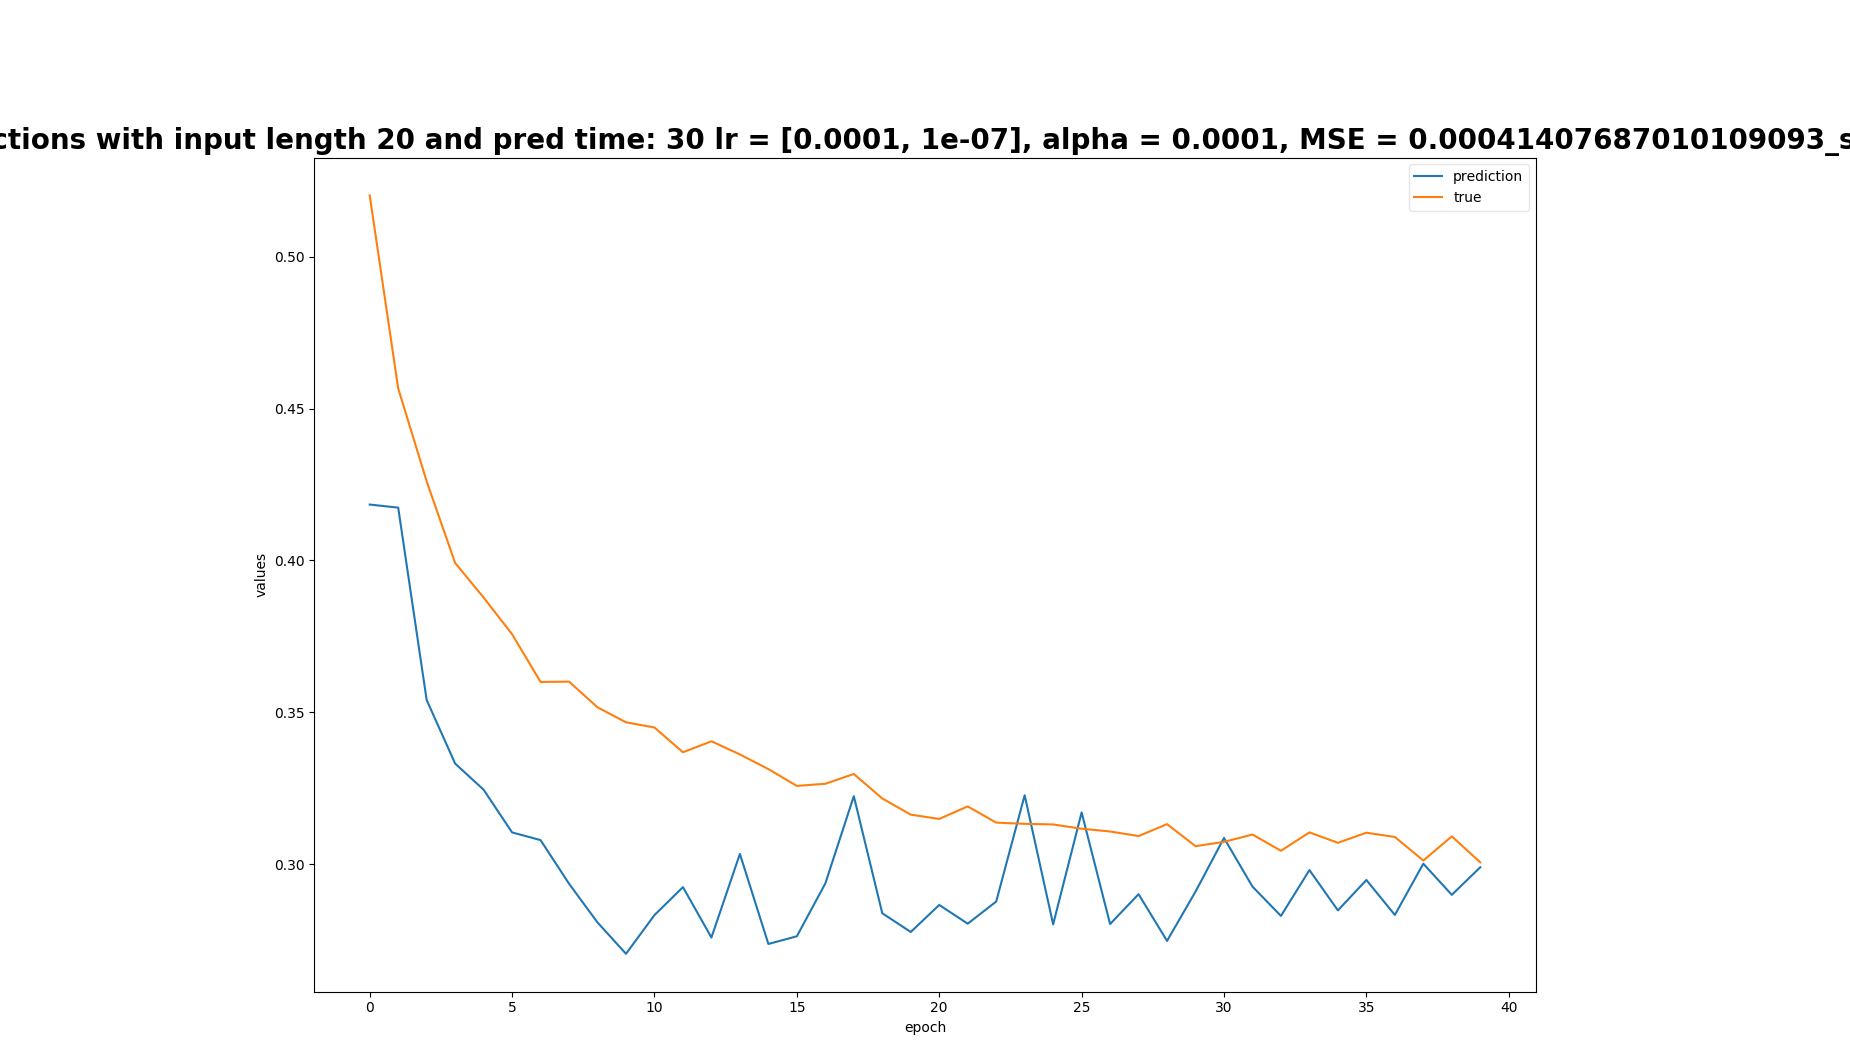 ctions with input length 20 and pred time: 30 lr = [0.0001, 1e-07], alpha = 0.0001, MSE = 0.00041407687010109093_s
prediction
true
0.50
0.45
0.40
0.35
0.30
values
0 5 10 15 20 25 30 35 40
epoch